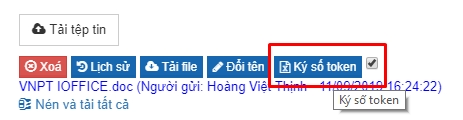 Tải tệp tin
Xoá Lịch sử Tải file Đổi tên Ký số token
VNPT IOFFICE.doc (Người gửi: Hoàng Việt Thịnh - 11/09/2019 16:24:22)
Ký số token
Nén và tải tất cả